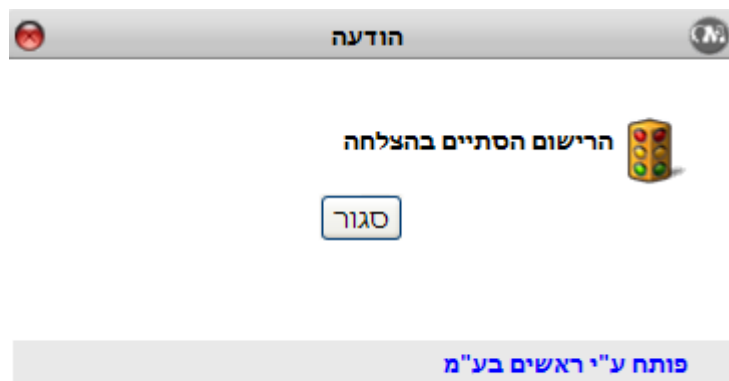 הודעה
הרישום הסתיים בהצלחה
סגור
פותח ע"י ראשים בע"מ